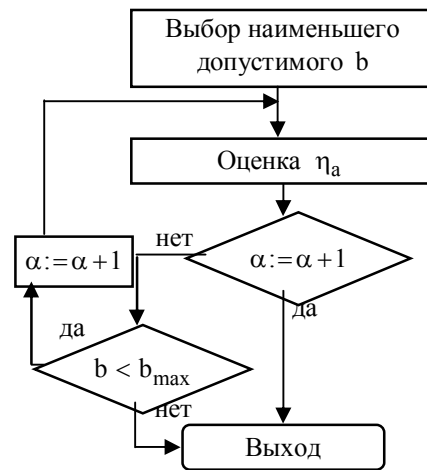 Выбор наименьшего
допустимого b
Оценка ηa
нет
α:=α+1
α:=α+1
да
да
b < bmax
нет
Выход